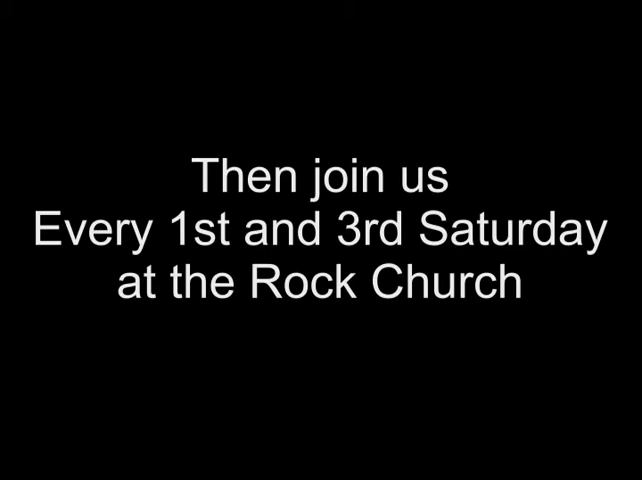 Then join us
Every 1st and 3rd Saturday
at the Rock Church